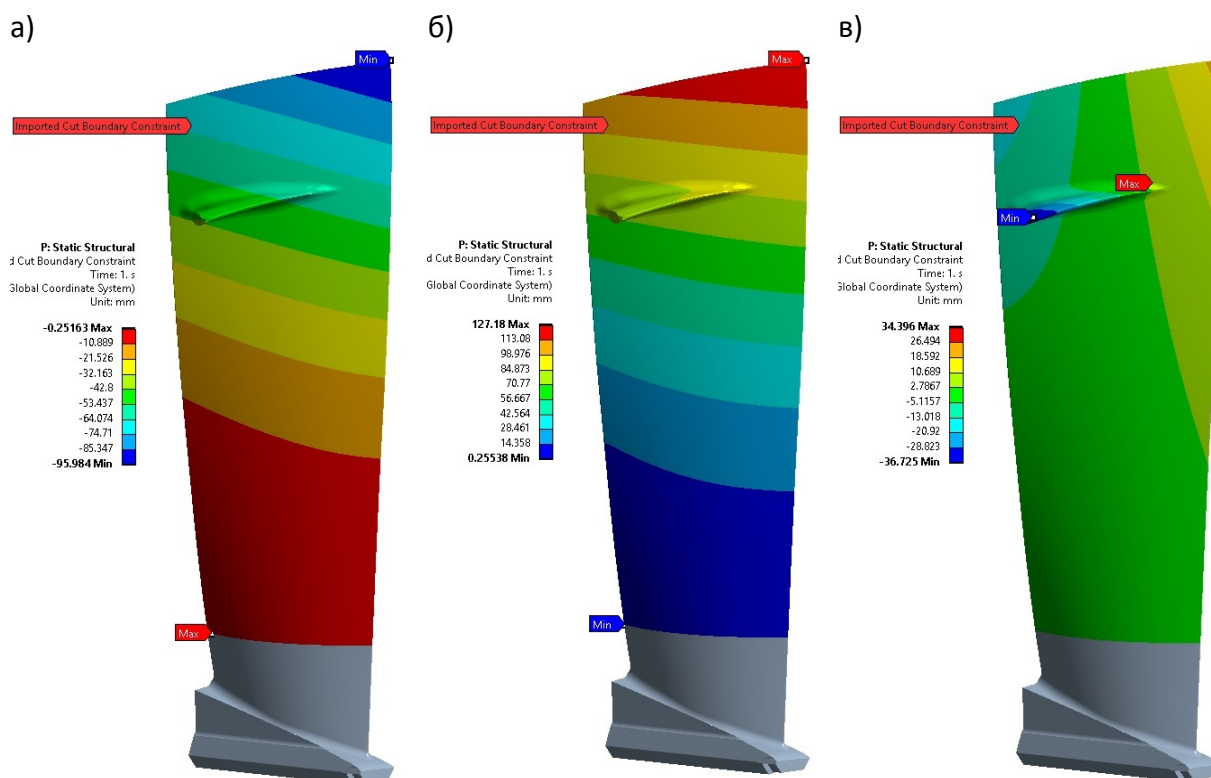 а)
б)
в)
Min
Max
Imported Cut Boundary Constraint
Imported Cut Boundary Constraint
Imported Cut Boundary Constraint
Max
Min
P: Static Structural
d Cut Boundary Constraint
Time: 1. s
Global Coordinate System)
Unit: mm
-0.25163 Max
-10.889
-21.526
-32.163
-42.8
-53.437
-64.074
-74.71
-85.347
-95.984 Min
P: Static Structural
d Cut Boundary Constraint
Time: 1. s
Global Coordinate System)
Unit: mm
127.18 Max
113.08
98.976
84.873
70.77
56.667
42.564
28.461
14.358
0.25538 Min
P: Static Structural
d Cut Boundary Constraint
Time: 1. s
Global Coordinate System)
Unit: mm
34.396 Max
26.494
18.592
10.689
2.7867
-5.1157
-13.018
-20.92
-28.823
-36.725 Min
Max
Min